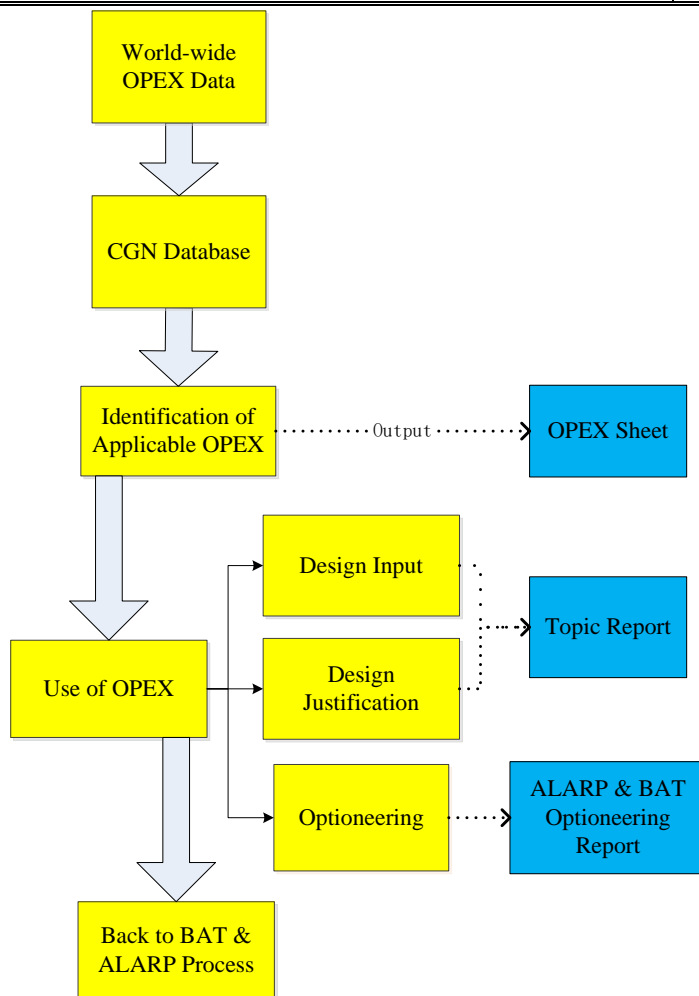 World-wide
OPEX Data
CGN Database
Identification of
Applicable OPEX
Output
OPEX Sheet
Design Input
Topic Report
Use of OPEX
Design
Justification
Optioneering
ALARP & BAT
Optioneering
Report
Back to BAT &
ALARP Process